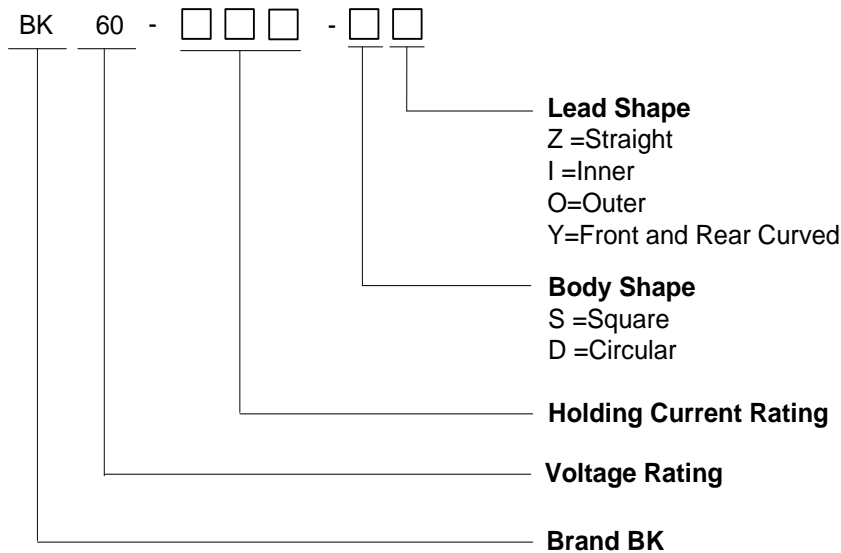 BK 60 - □□□ - □□
Lead Shape
Z =Straight
I =Inner
O=Outer
Y=Front and Rear Curved
Body Shape
S =Square
D =Circular
Holding Current Rating
Voltage Rating
Brand BK